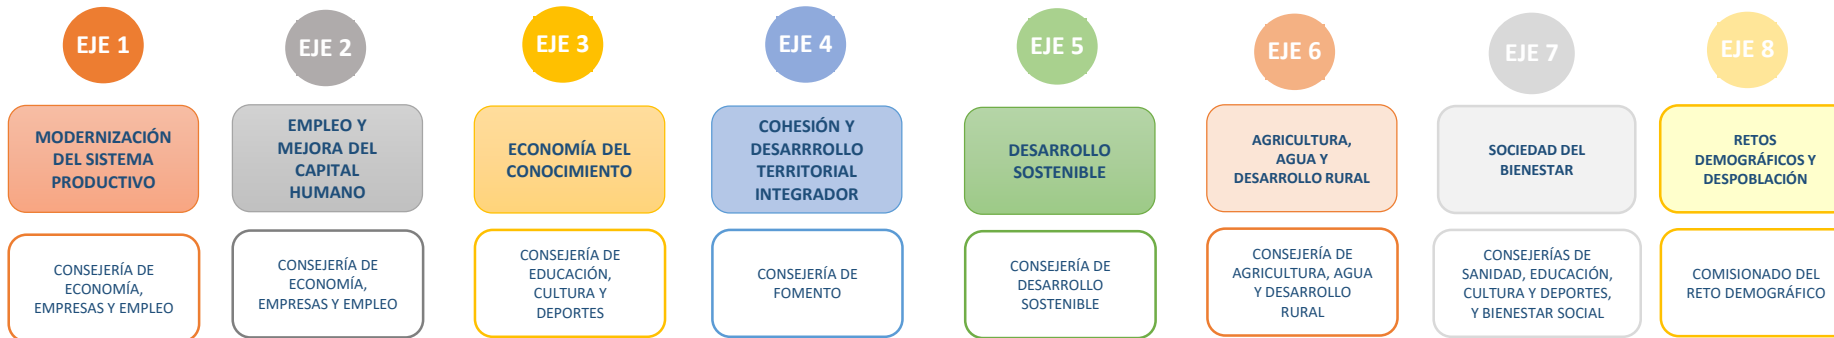 EJE 1
EJE 2
EJE 3
EJE 4
EJE 5
EJE 6
EJE 7
EJE 8
MODERNIZACIÓN
DEL SISTEMA
PRODUCTIVO
EMPLEO Y
MEJORA DEL
CAPITAL
HUMANO
ECONOMÍA DEL
CONOCIMIENTO
COHESIÓN Y
DESARRROLLO
TERRITORIAL
INTEGRADOR
DESARROLLO
SOSTENIBLE
AGRICULTURA,
AGUA Y
DESARROLLO RURAL
SOCIEDAD DEL
BIENESTAR
RETOS
DEMOGRÁFICOS Y
DESPOBLACIÓN
CONSEJERÍA DE
ECONOMÍA,
EMPRESAS Y EMPLEO
CONSEJERÍA DE
ECONOMÍA,
EMPRESAS Y EMPLEO
CONSEJERÍA DE
EDUCACIÓN,
CULTURA Y
DEPORTES
CONSEJERÍA DE
FOMENTO
CONSEJERÍA DE
DESARROLLO
SOSTENIBLE
CONSEJERÍA DE
AGRICULTURA, AGUA
Y DESARROLLO
RURAL
CONSEJERÍAS DE
SANIDAD, EDUCACIÓN,
CULTURA Y DEPORTES,
Y BIENESTAR SOCIAL
COMISIONADO DEL
RETO DEMOGRÁFICO